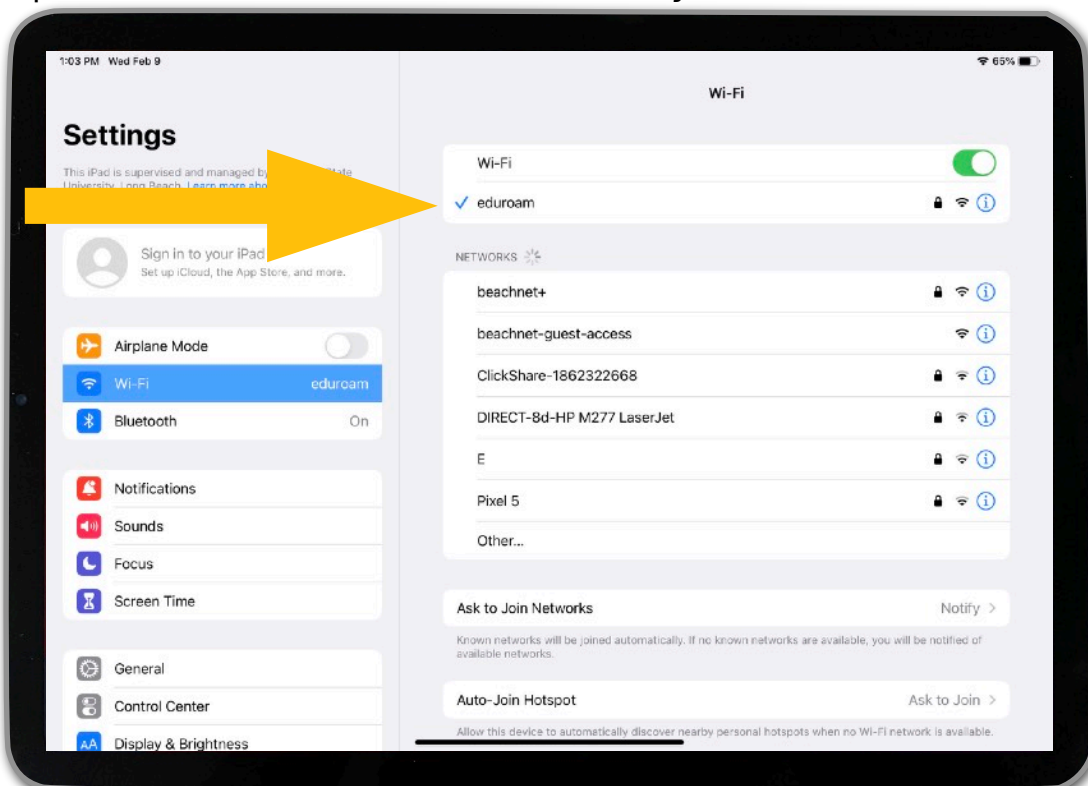 1:03 PM Wed Feb 9
65%
Settings
This iPad is supervised and managed by
University, Long Beach. Learn more
Sign in to your iPad
Set up iCloud, the App Store, and more.
Airplane Mode
Wi-Fi eduroam
Bluetooth On
Notifications
Sounds
Focus
Screen Time
General
Control Center
AA Display & Brightness
Wi-Fi
Wi-Fi
eduroam
NETWORKS
beachnet+
beachnet-guest-access
ClickShare-1862322668
DIRECT-8d-HP M277 LaserJet
E
Pixel 5
Other...
Ask to Join Networks Notify
Known networks will be joined automatically. If no known networks are available, you will be notified of
available networks.
Auto-Join Hotspot Ask to Join
Allow this device to automatically discover nearby personal hotspots when no Wi-Fi network is available.